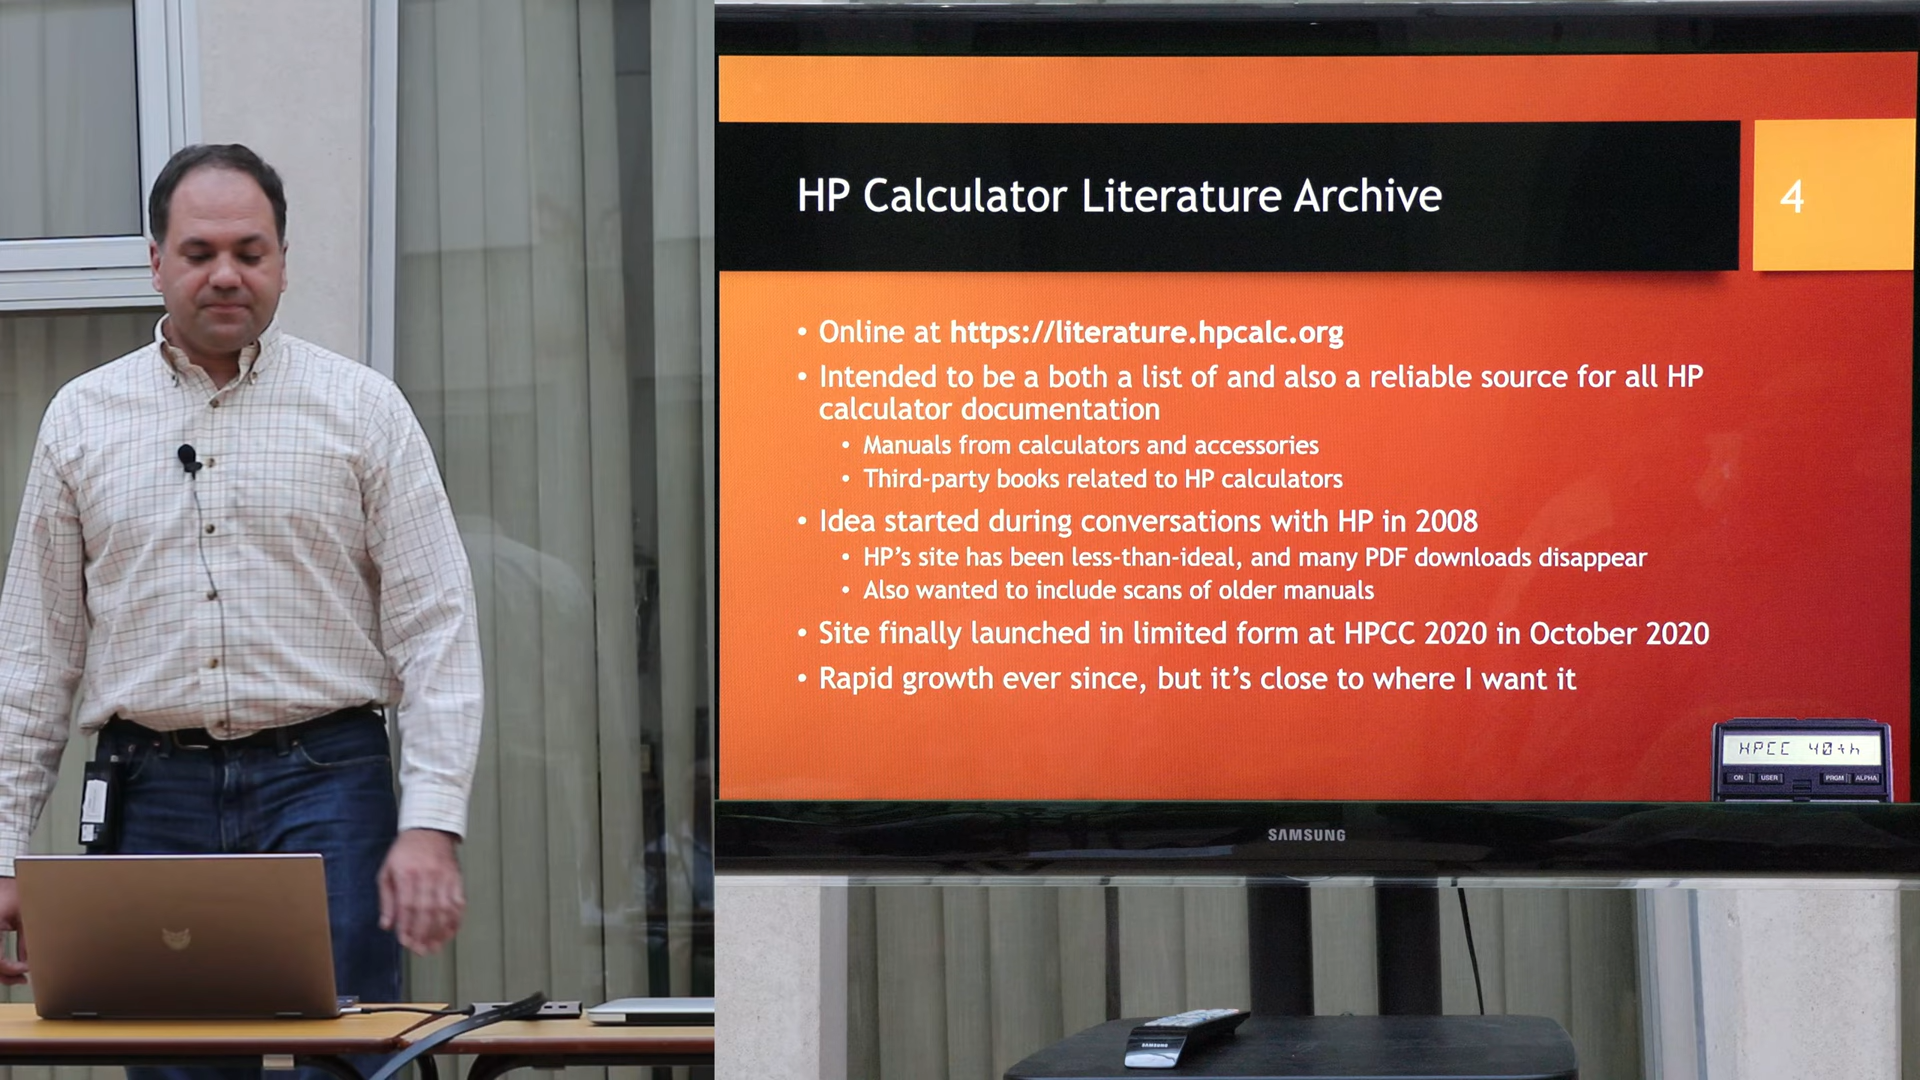 HP Calculator Literature Archive
4
• Online at https://literature.hpcalc.org
• Intended to be a both a list of and also a reliable source for all HP
calculator documentation
• Manuals from calculators and accessories
• Third-party books related to HP calculators
• Idea started during conversations with HP in 2008
• HP’s site has been less-than-ideal, and many PDF downloads disappear
• Also wanted to include scans of older manuals
• Site finally launched in limited form at HPCC 2020 in October 2020
• Rapid growth ever since, but it’s close to where I want it
HPCC 40th
ON USER PRGM ALPHA
SAMSUNG
SAMSUNG